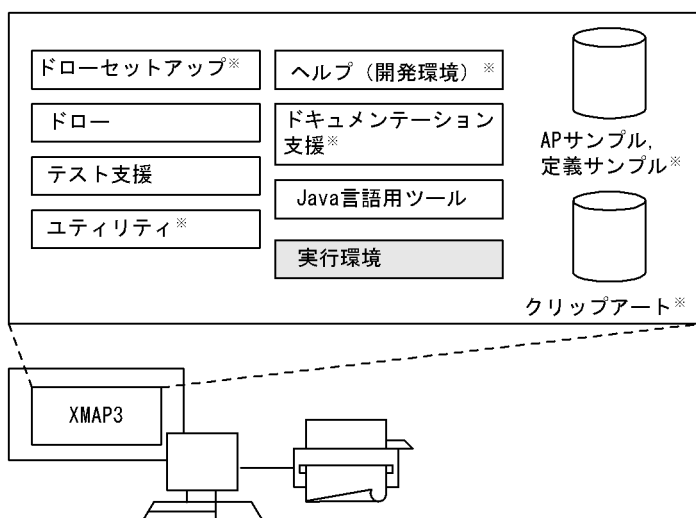 ドローセットアップ※
ドロー
テスト支援
ユティリティ※
ヘルプ（開発環境）※
ドキュメンテーション
支援※
Java言語用ツール
実行環境
APサンプル,
定義サンプル※
クリップアート※
XMAP3